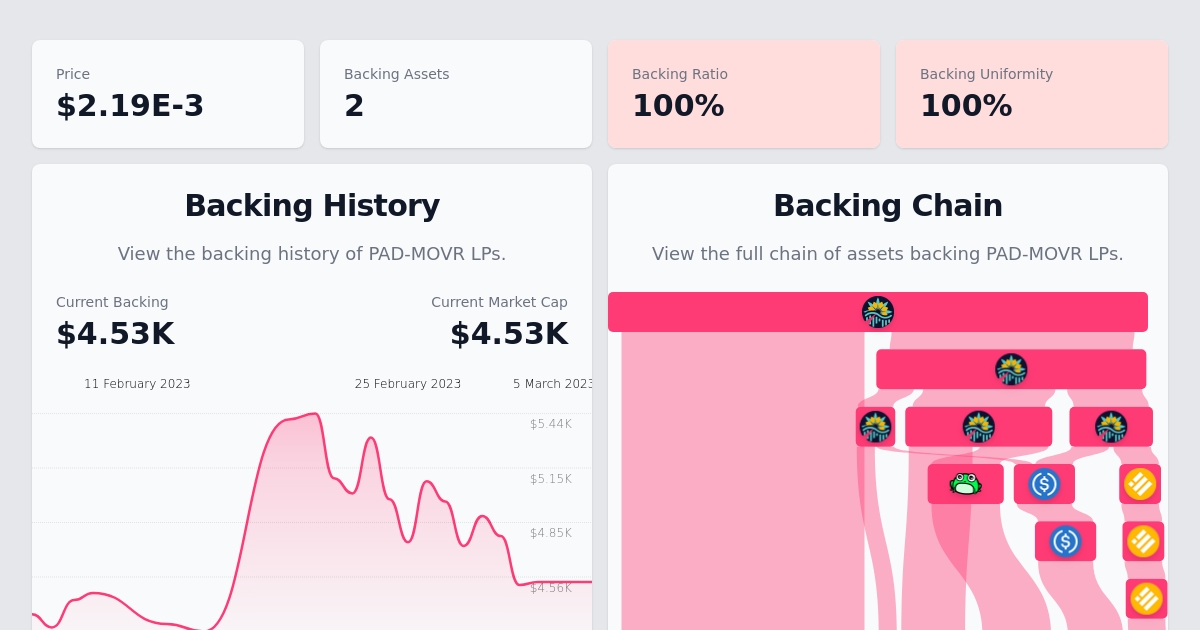 Price
$2.19E-3
Backing Assets
2
Backing Ratio
100%
Backing Uniformity
100%
Backing History
View the backing history of PAD-MOVR LPs.
Current Backing
$4.53K
Current Market Cap
$4.53K
11 February 2023
25 February 2023
5 March 2023
$5.44K
$5.15K
$4.85K
$4.56K
Backing Chain
View the full chain of assets backing PAD-MOVR LPs.